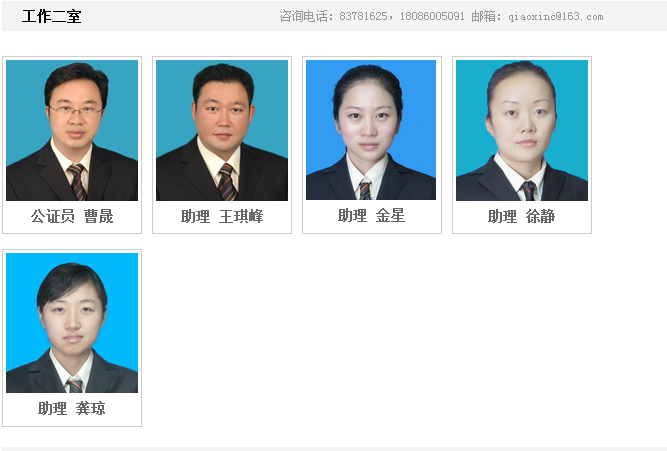 工作二室 咨询电话：83781625，18086005091 邮箱：qiaoxinc@163.com
公证员 曹晟 助理 王琪峰 助理 金星 助理 徐静
助理 龚琼